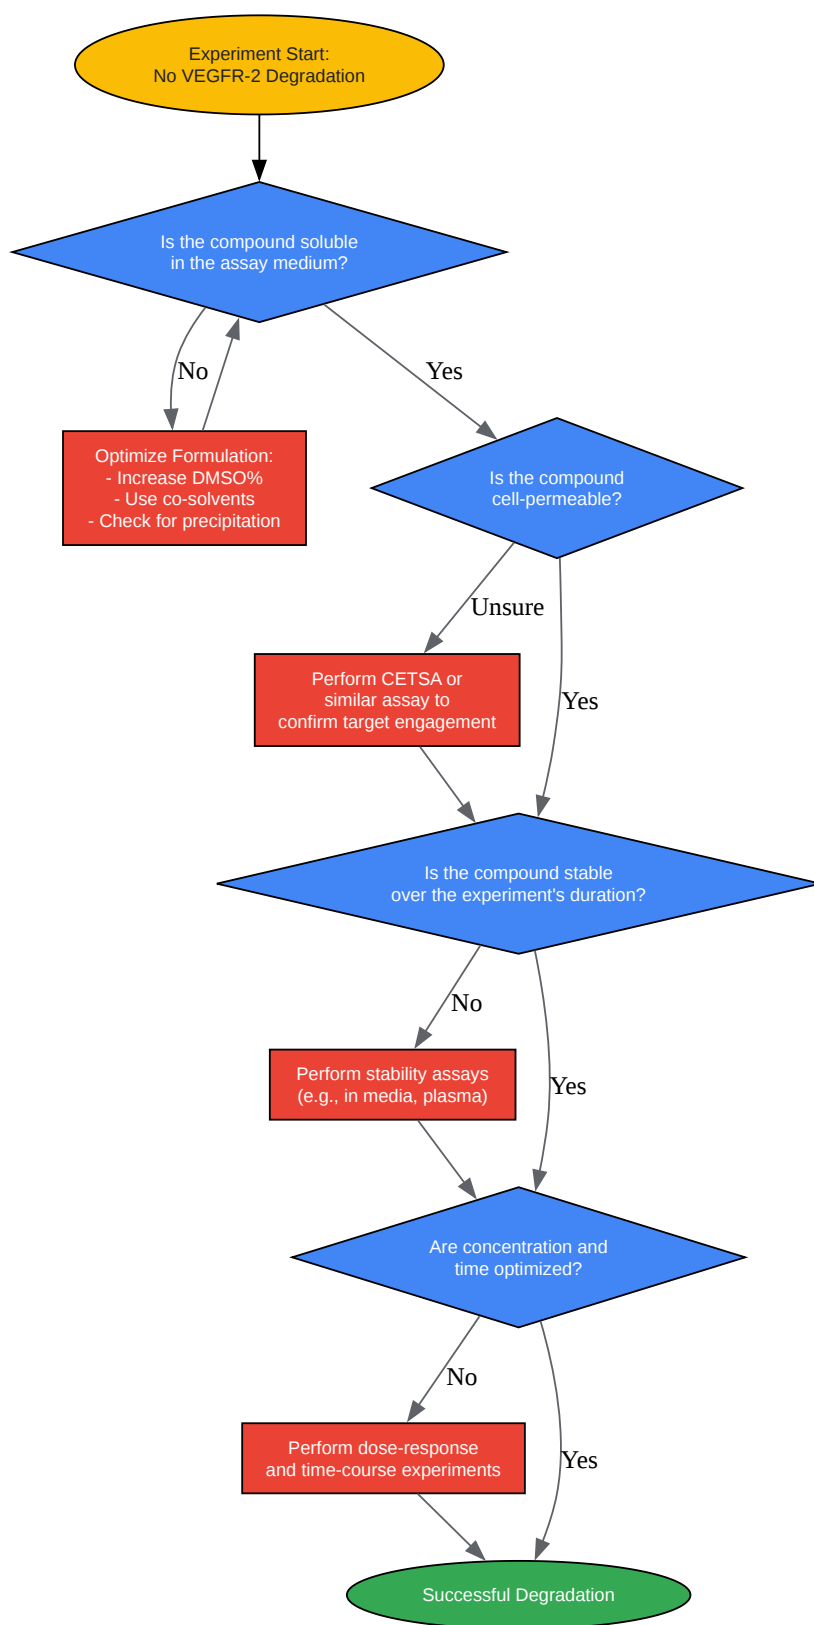 Experiment Start:
No VEGFR-2 Degradation
Is the compound soluble
in the assay medium?
No
Yes
Optimize Formulation:
- Increase DMSO%
- Use co-solvents
- Check for precipitation
Is the compound
cell-permeable?
Unsure
Perform CETSA or
similar assay to
confirm target engagement
Yes
Is the compound stable
over the experiment's duration?
No
Perform stability assays
(e.g., in media, plasma)
Yes
Are concentration and
time optimized?
No
Perform dose-response
and time-course experiments
Yes
Successful Degradation